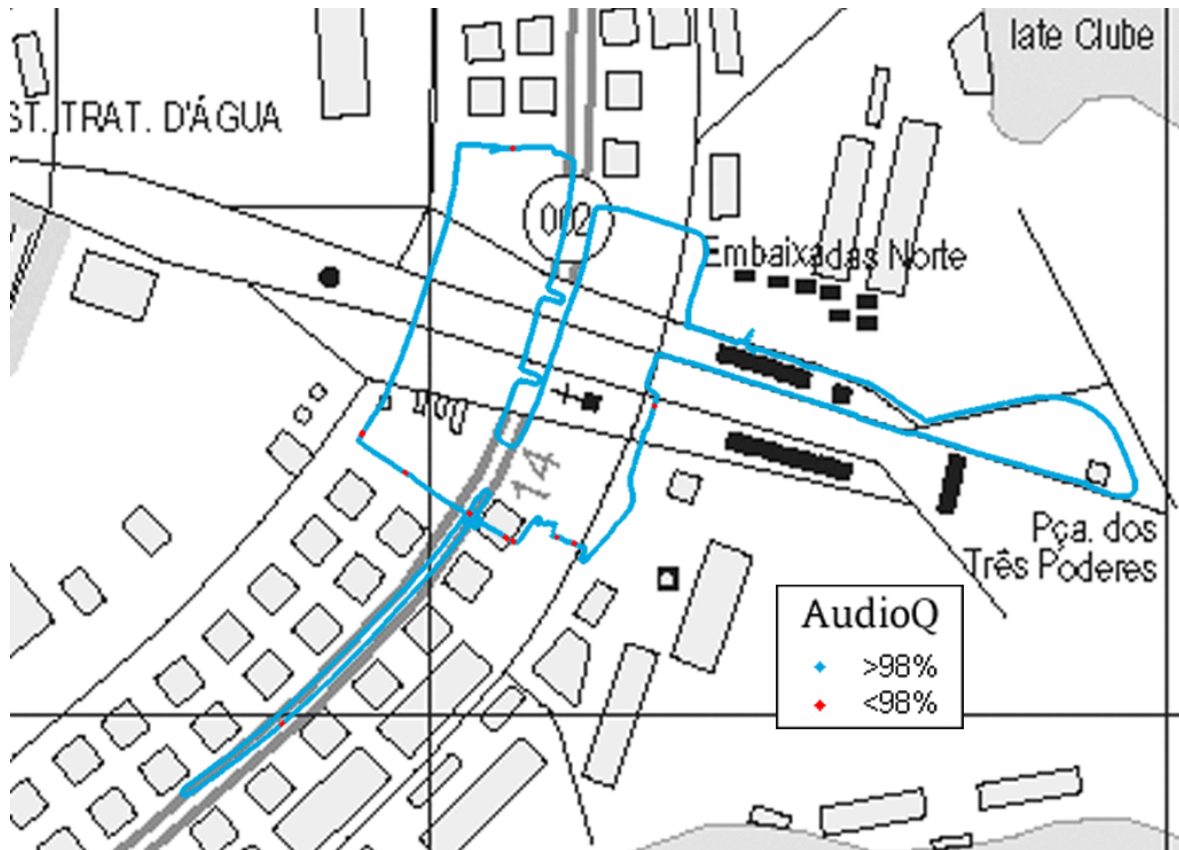 Iate Clube
ST. TRAT. D'ÁGUA
002
Embaixadas Norte
14
Pça. dos
Três Poderes
AudioQ
>98%
<98%